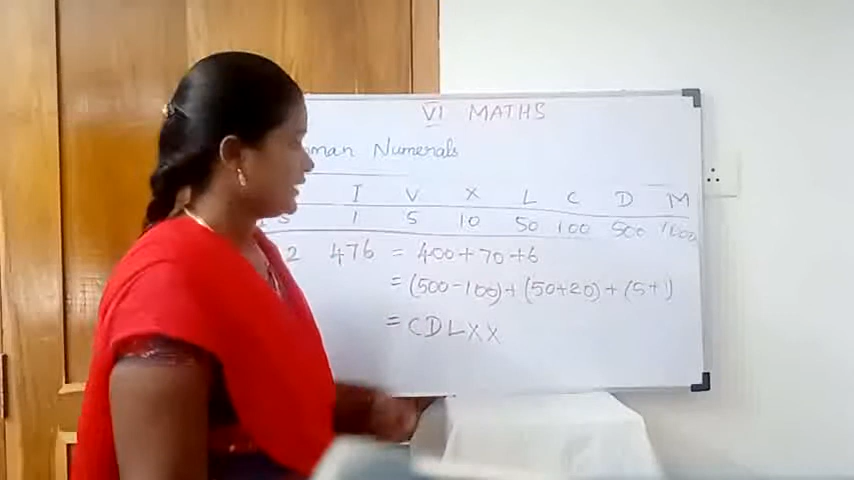 VI MATHS
Numerals
I V X L C D M
1 5 10 50 100 500 1000
2 476 = 400+70+6
= (500-100)+(50+20)+(5+1)
= CDLXX